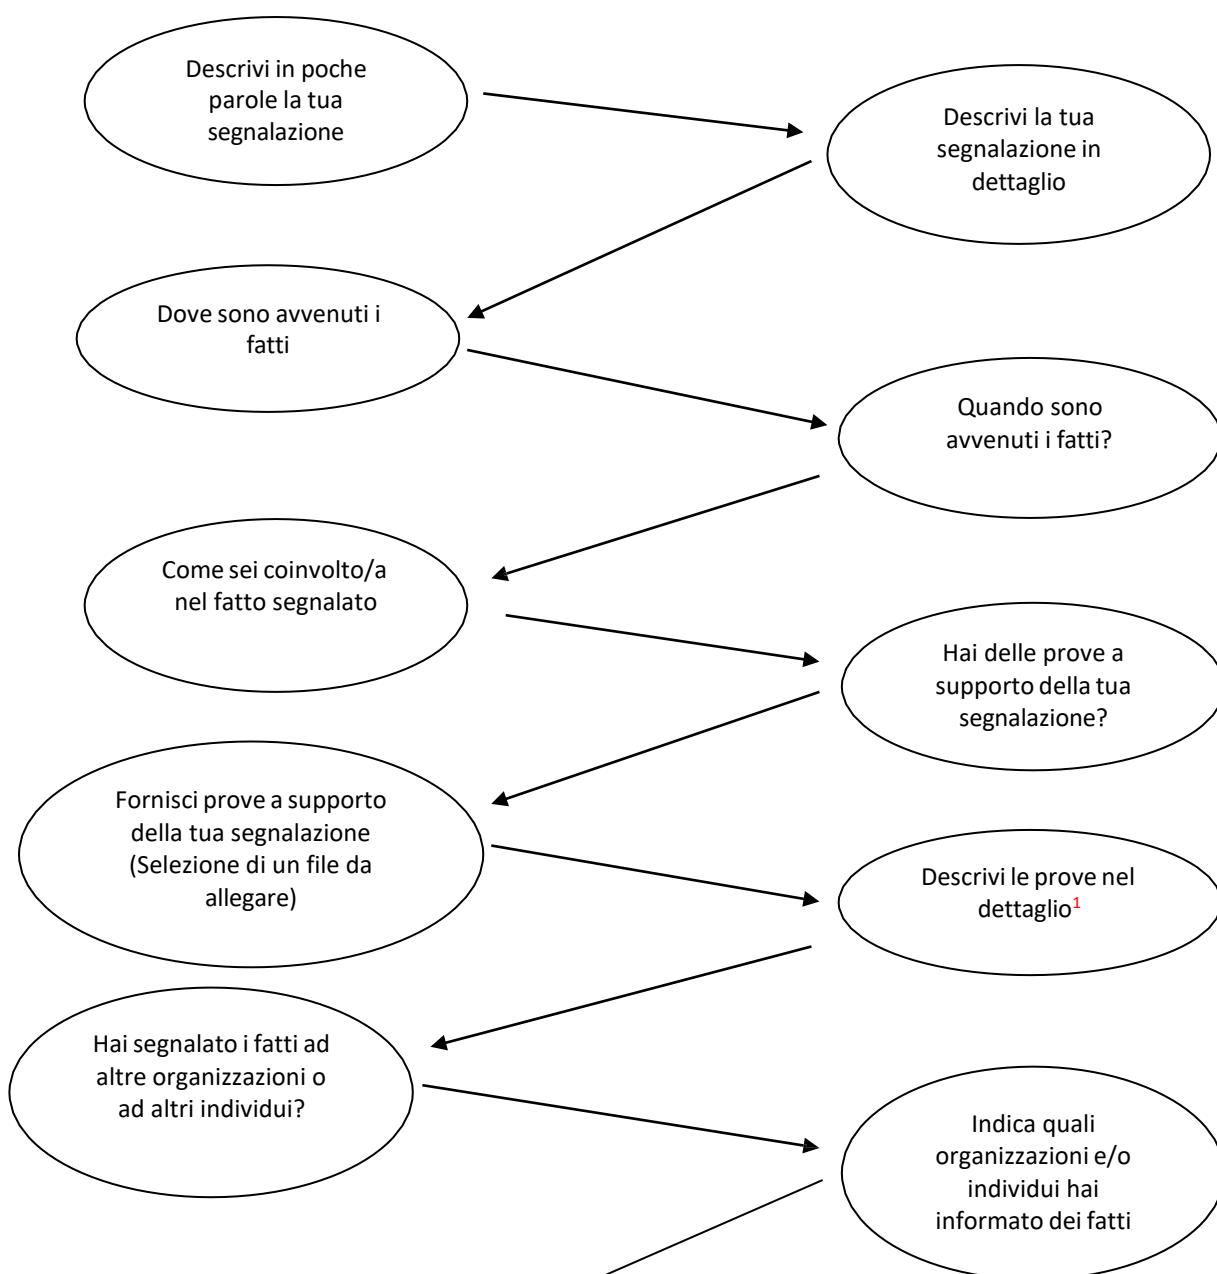 Descrivi in poche
parole la tua
segnalazione
Descrivi la tua
segnalazione in
dettaglio
Dove sono avvenuti i
fatti
Quando sono
avvenuti i fatti?
Come sei coinvolto/a
nel fatto segnalato
Hai delle prove a
supporto della tua
segnalazione?
Fornisci prove a supporto
della tua segnalazione
(Selezione di un file da
allegare)
Descrivi le prove nel
dettaglio¹
Hai segnalato i fatti ad
altre organizzazioni o
ad altri individui?
Indica quali
organizzazioni e/o
individui hai
informato dei fatti